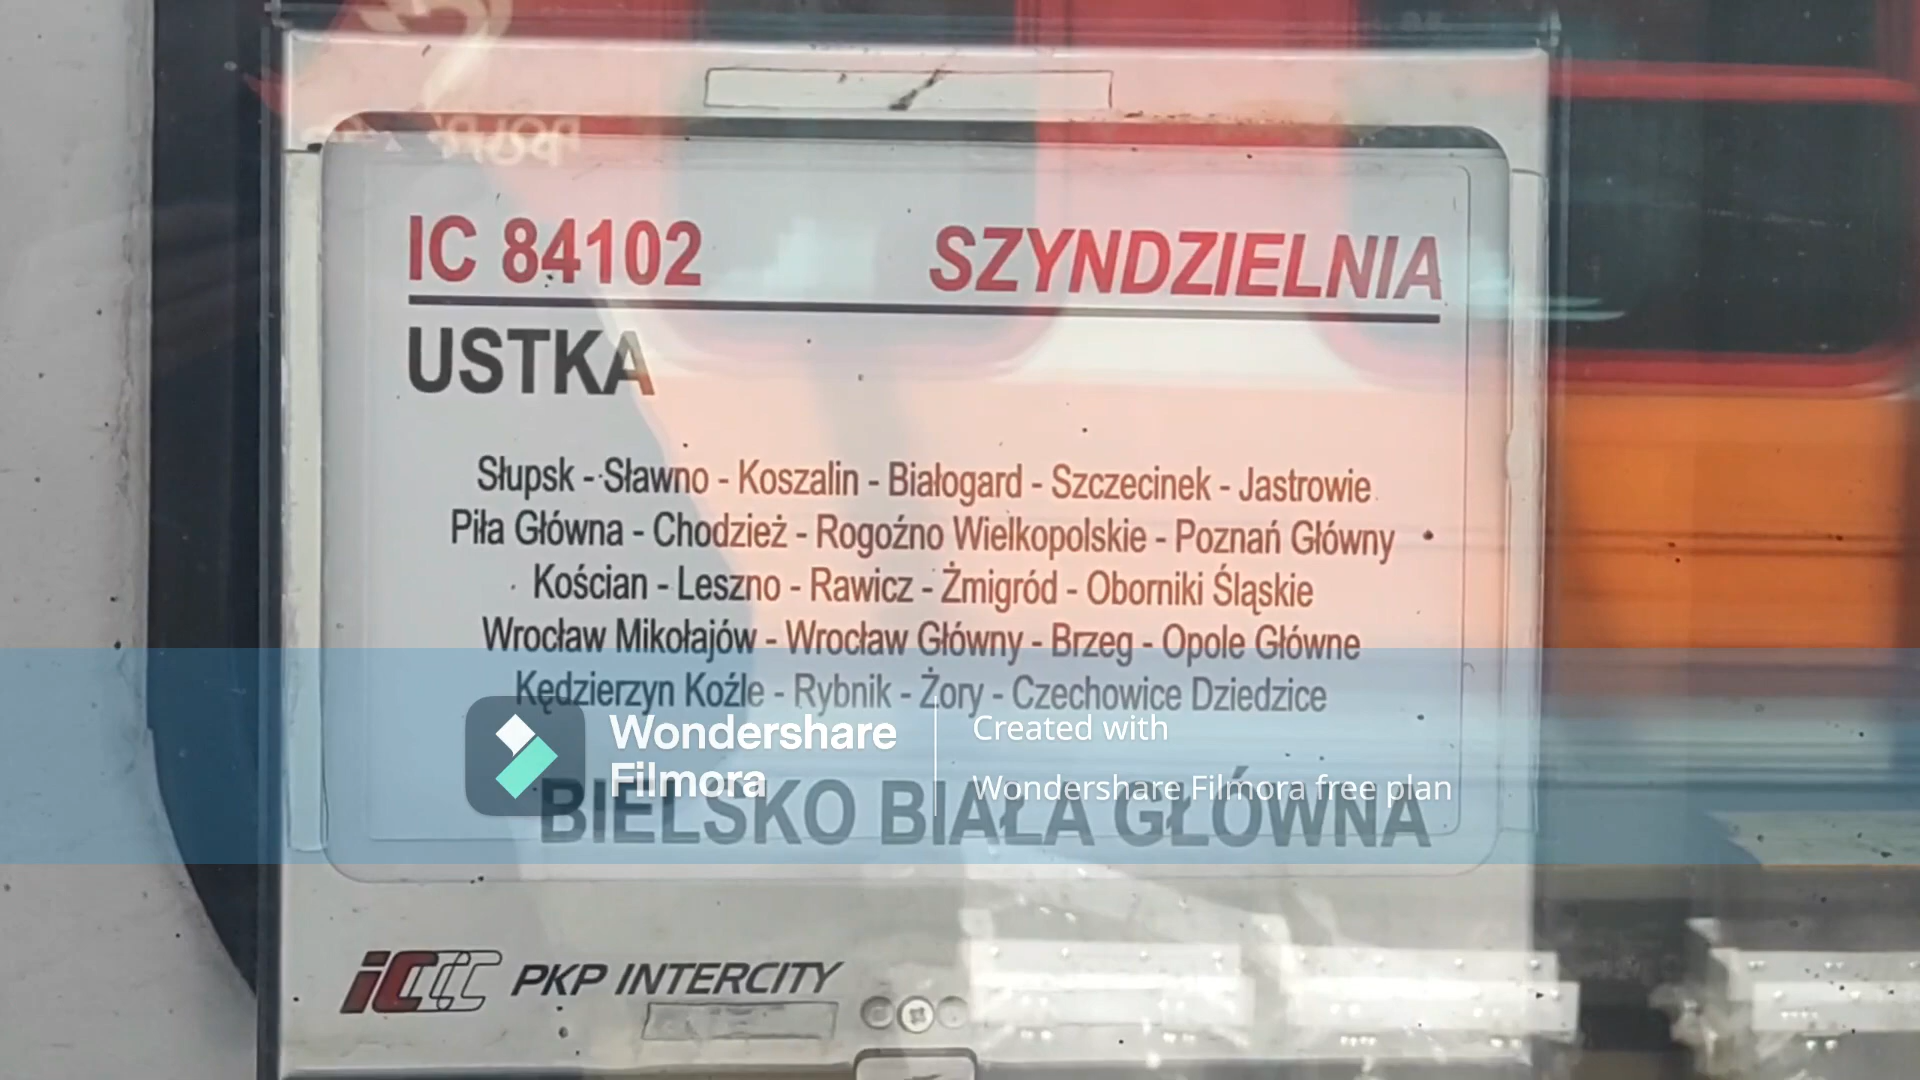 IC 84102 SZYNDZIELNIA
USTKA
Słupsk - Sławno - Koszalin - Białogard - Szczecinek - Jastrowie
Piła Główna - Chodzież - Rogoźno Wielkopolskie - Poznań Główny
Kościan - Leszno - Rawicz - Żmigród - Oborniki Śląskie
Wrocław Mikołajów - Wrocław Główny - Brzeg - Opole Główne
Kędzierzyn Koźle - Rybnik - Żory - Czechowice Dziedzice
Wondershare
Filmora
Created with
Wondershare Filmora free plan
BIELSKO BIAŁA GŁÓWNA
IC PKP INTERCITY